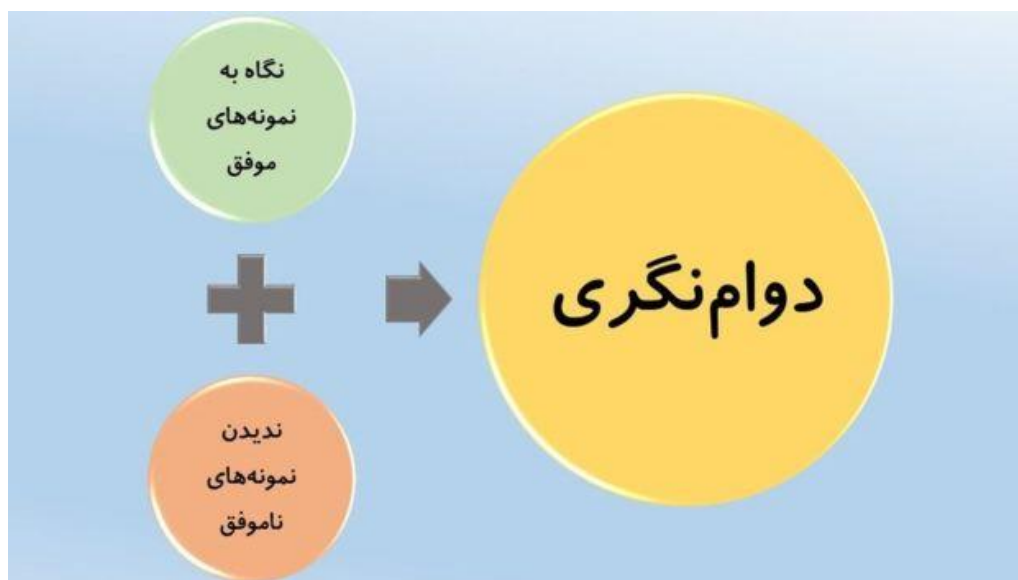 نگاه به
نمونه‌های
موفق
ندیدن
نمونه‌های
ناموفق
دوام‌نگری